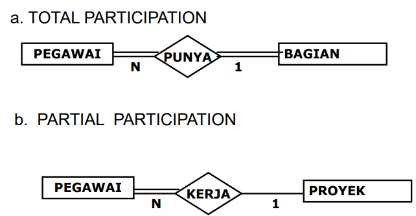 a. TOTAL PARTICIPATION
PEGAWAI PUNYA BAGIAN
N 1
b. PARTIAL PARTICIPATION
PEGAWAI KERJA PROYEK
N 1